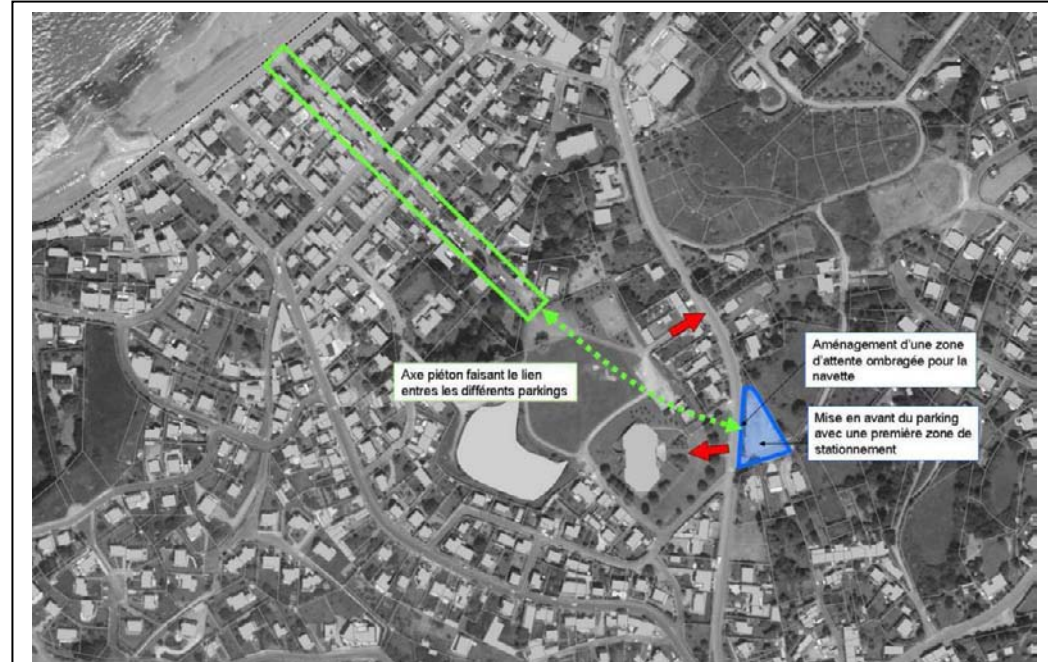 Aménagement d'une zone
d'attente ombragée pour la
navette
Axe piéton faisant le lien
entres les différents parkings
Mise en avant du parking
avec une première zone de
stationnement